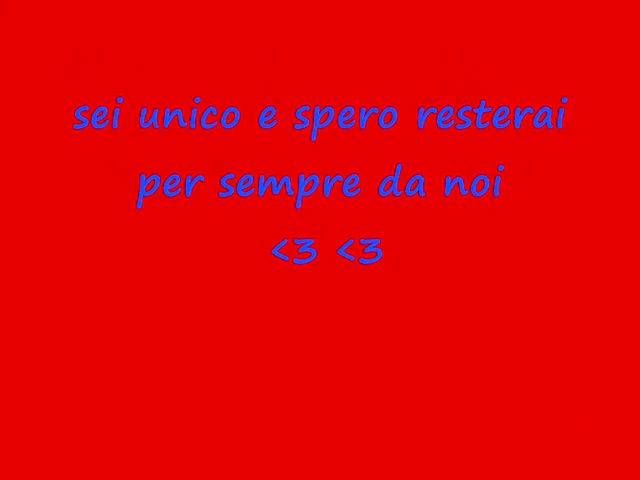 sei unico e spero resterai
per sempre da noi
<3 <3